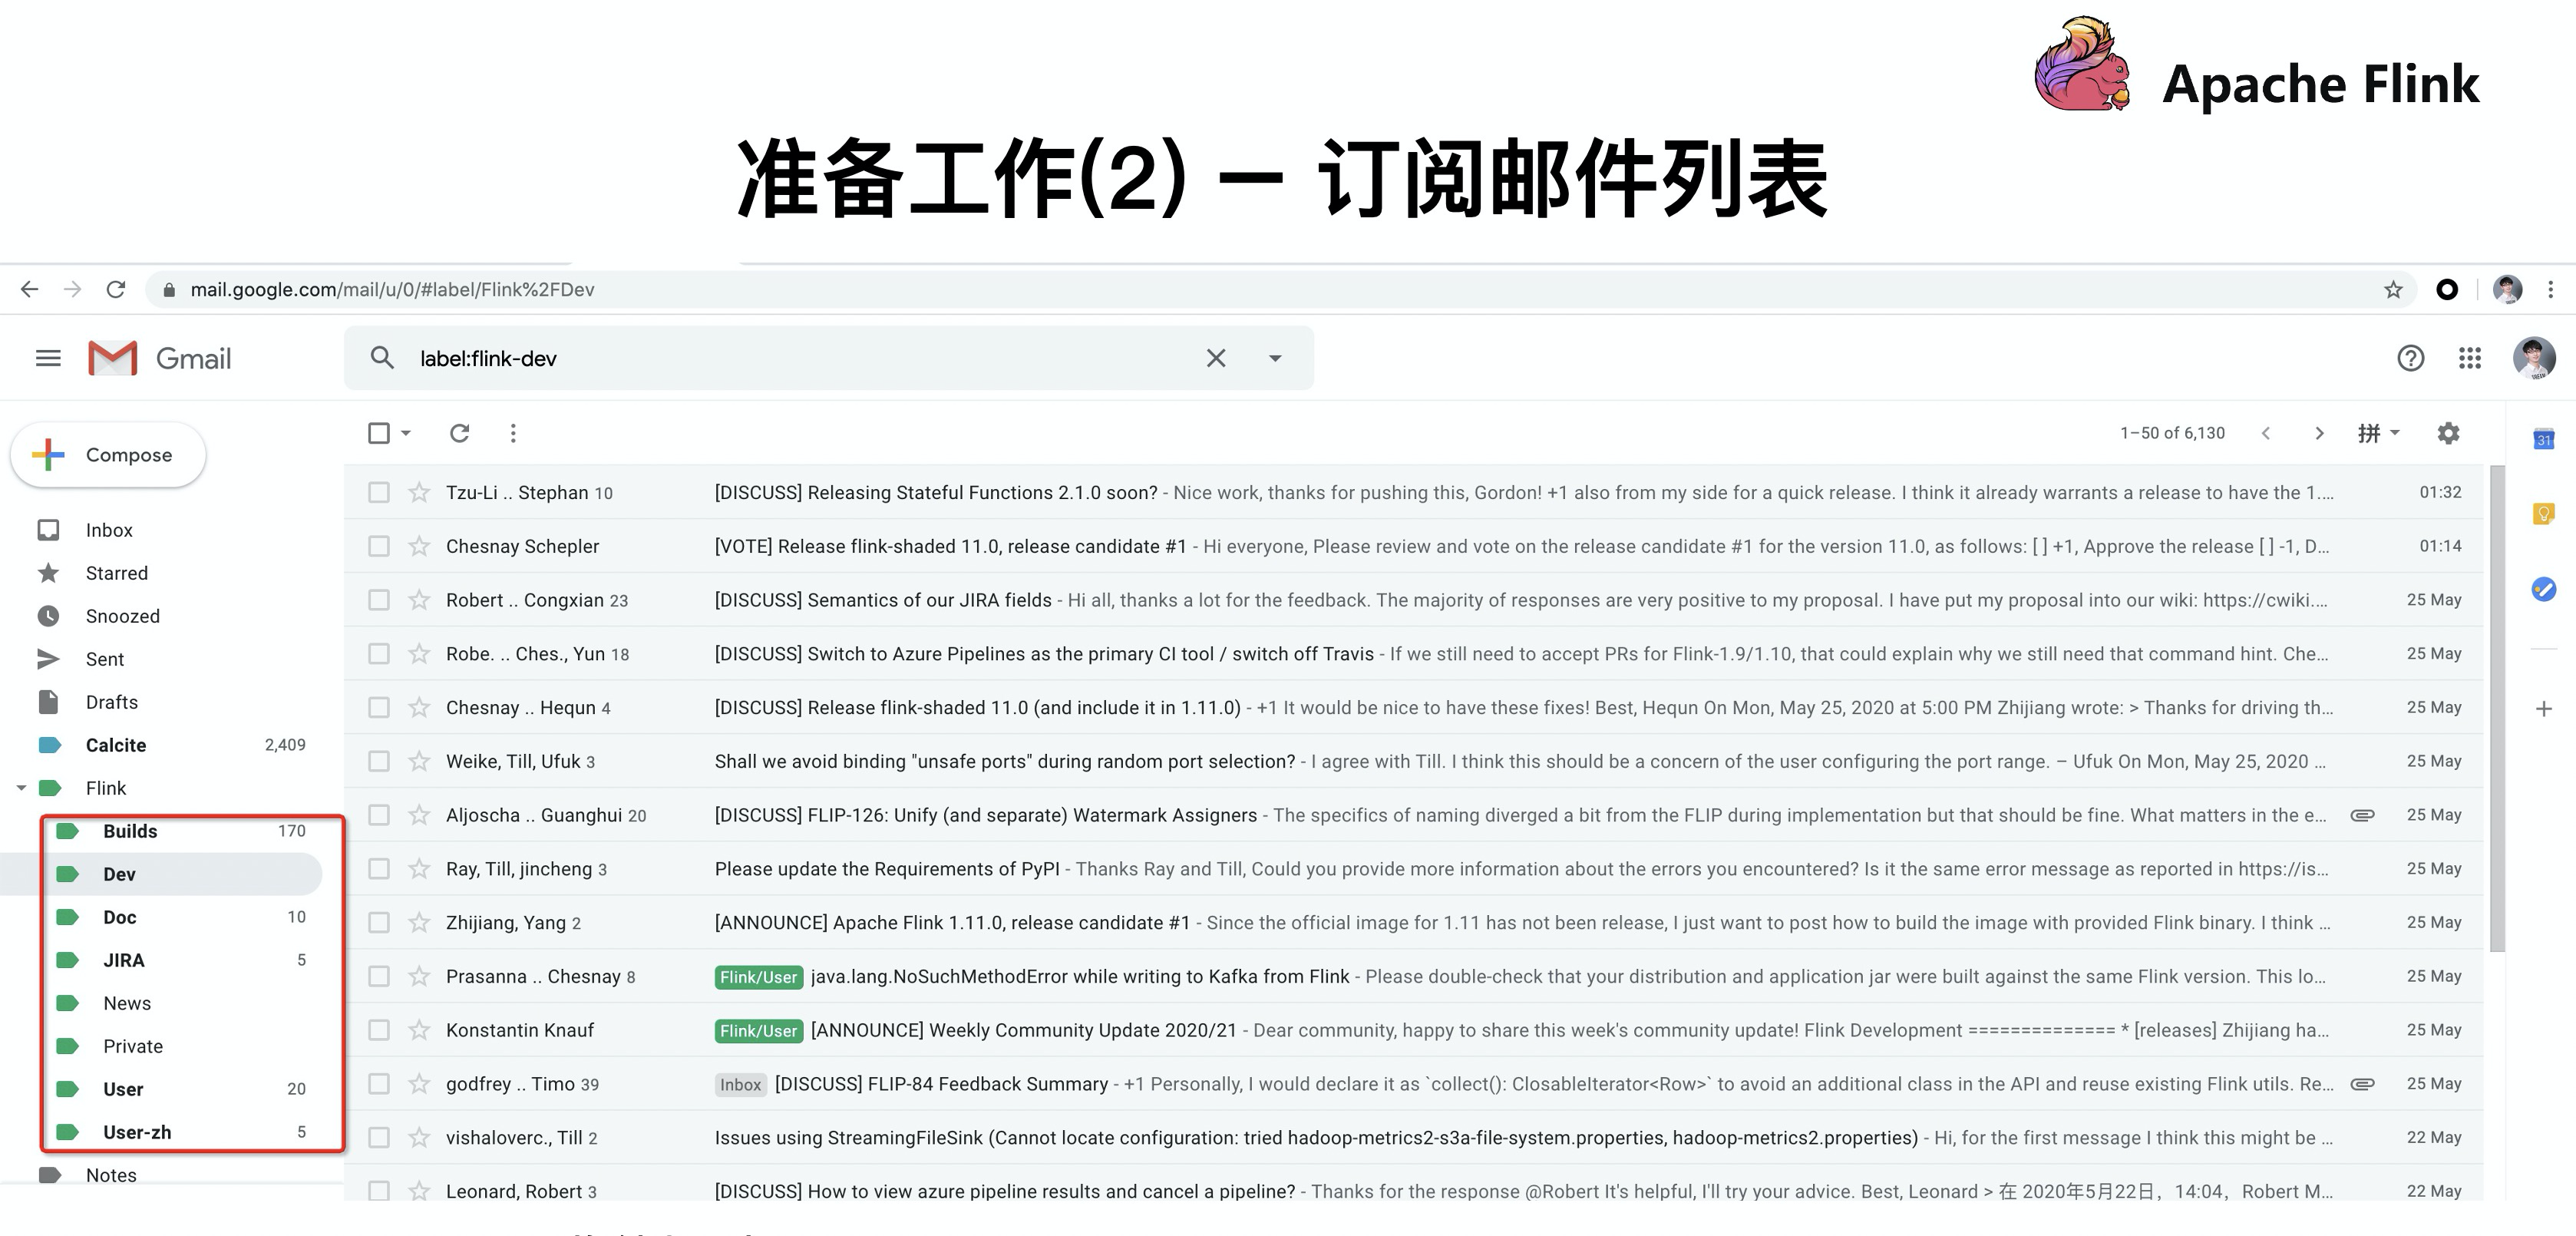 Apache Flink
准备工作(2) – 订阅邮件列表
mail.google.com/mail/u/0/#label/Flink%2FDev
Gmail
label:flink-dev
Compose
1–50 of 6,130
拼
31
Inbox
Starred
Snoozed
Sent
Drafts
Calcite 2,409
Flink
Builds 170
Dev
Doc 10
JIRA 5
News
Private
User 20
User-zh 5
Notes
Tzu-Li .. Stephan 10 [DISCUSS] Releasing Stateful Functions 2.1.0 soon? - Nice work, thanks for pushing this, Gordon! +1 also from my side for a quick release. I think it already warrants a release to have the 1.... 01:32
Chesnay Schepler [VOTE] Release flink-shaded 11.0, release candidate #1 - Hi everyone, Please review and vote on the release candidate #1 for the version 11.0, as follows: [ ] +1, Approve the release [ ] -1, D... 01:14
Robert .. Congxian 23 [DISCUSS] Semantics of our JIRA fields - Hi all, thanks a lot for the feedback. The majority of responses are very positive to my proposal. I have put my proposal into our wiki: https://cwiki.... 25 May
Robe. .. Ches., Yun 18 [DISCUSS] Switch to Azure Pipelines as the primary CI tool / switch off Travis - If we still need to accept PRs for Flink-1.9/1.10, that could explain why we still need that command hint. Che... 25 May
Chesnay .. Hequn 4 [DISCUSS] Release flink-shaded 11.0 (and include it in 1.11.0) - +1 It would be nice to have these fixes! Best, Hequn On Mon, May 25, 2020 at 5:00 PM Zhijiang wrote: > Thanks for driving th... 25 May
Weike, Till, Ufuk 3 Shall we avoid binding "unsafe ports" during random port selection? - I agree with Till. I think this should be a concern of the user configuring the port range. – Ufuk On Mon, May 25, 2020 ... 25 May
Aljoscha .. Guanghui 20 [DISCUSS] FLIP-126: Unify (and separate) Watermark Assigners - The specifics of naming diverged a bit from the FLIP during implementation but that should be fine. What matters in the e... 25 May
Ray, Till, jincheng 3 Please update the Requirements of PyPI - Thanks Ray and Till, Could you provide more information about the errors you encountered? Is it the same error message as reported in https://is... 25 May
Zhijiang, Yang 2 [ANNOUNCE] Apache Flink 1.11.0, release candidate #1 - Since the official image for 1.11 has not been release, I just want to post how to build the image with provided Flink binary. I think ... 25 May
Prasanna .. Chesnay 8 Flink/User java.lang.NoSuchMethodError while writing to Kafka from Flink - Please double-check that your distribution and application jar were built against the same Flink version. This lo... 25 May
Konstantin Knauf Flink/User [ANNOUNCE] Weekly Community Update 2020/21 - Dear community, happy to share this week's community update! Flink Development ============== * [releases] Zhijiang ha... 25 May
godfrey .. Timo 39 Inbox [DISCUSS] FLIP-84 Feedback Summary - +1 Personally, I would declare it as `collect(): ClosableIterator<Row>` to avoid an additional class in the API and reuse existing Flink utils. Re... 25 May
vishaloverc., Till 2 Issues using StreamingFileSink (Cannot locate configuration: tried hadoop-metrics2-s3a-file-system.properties, hadoop-metrics2.properties) - Hi, for the first message I think this might be ... 22 May
Leonard, Robert 3 [DISCUSS] How to view azure pipeline results and cancel a pipeline? - Thanks for the response @Robert It's helpful, I'll try your advice. Best, Leonard > 在 2020年5月22日，14:04，Robert M... 22 May